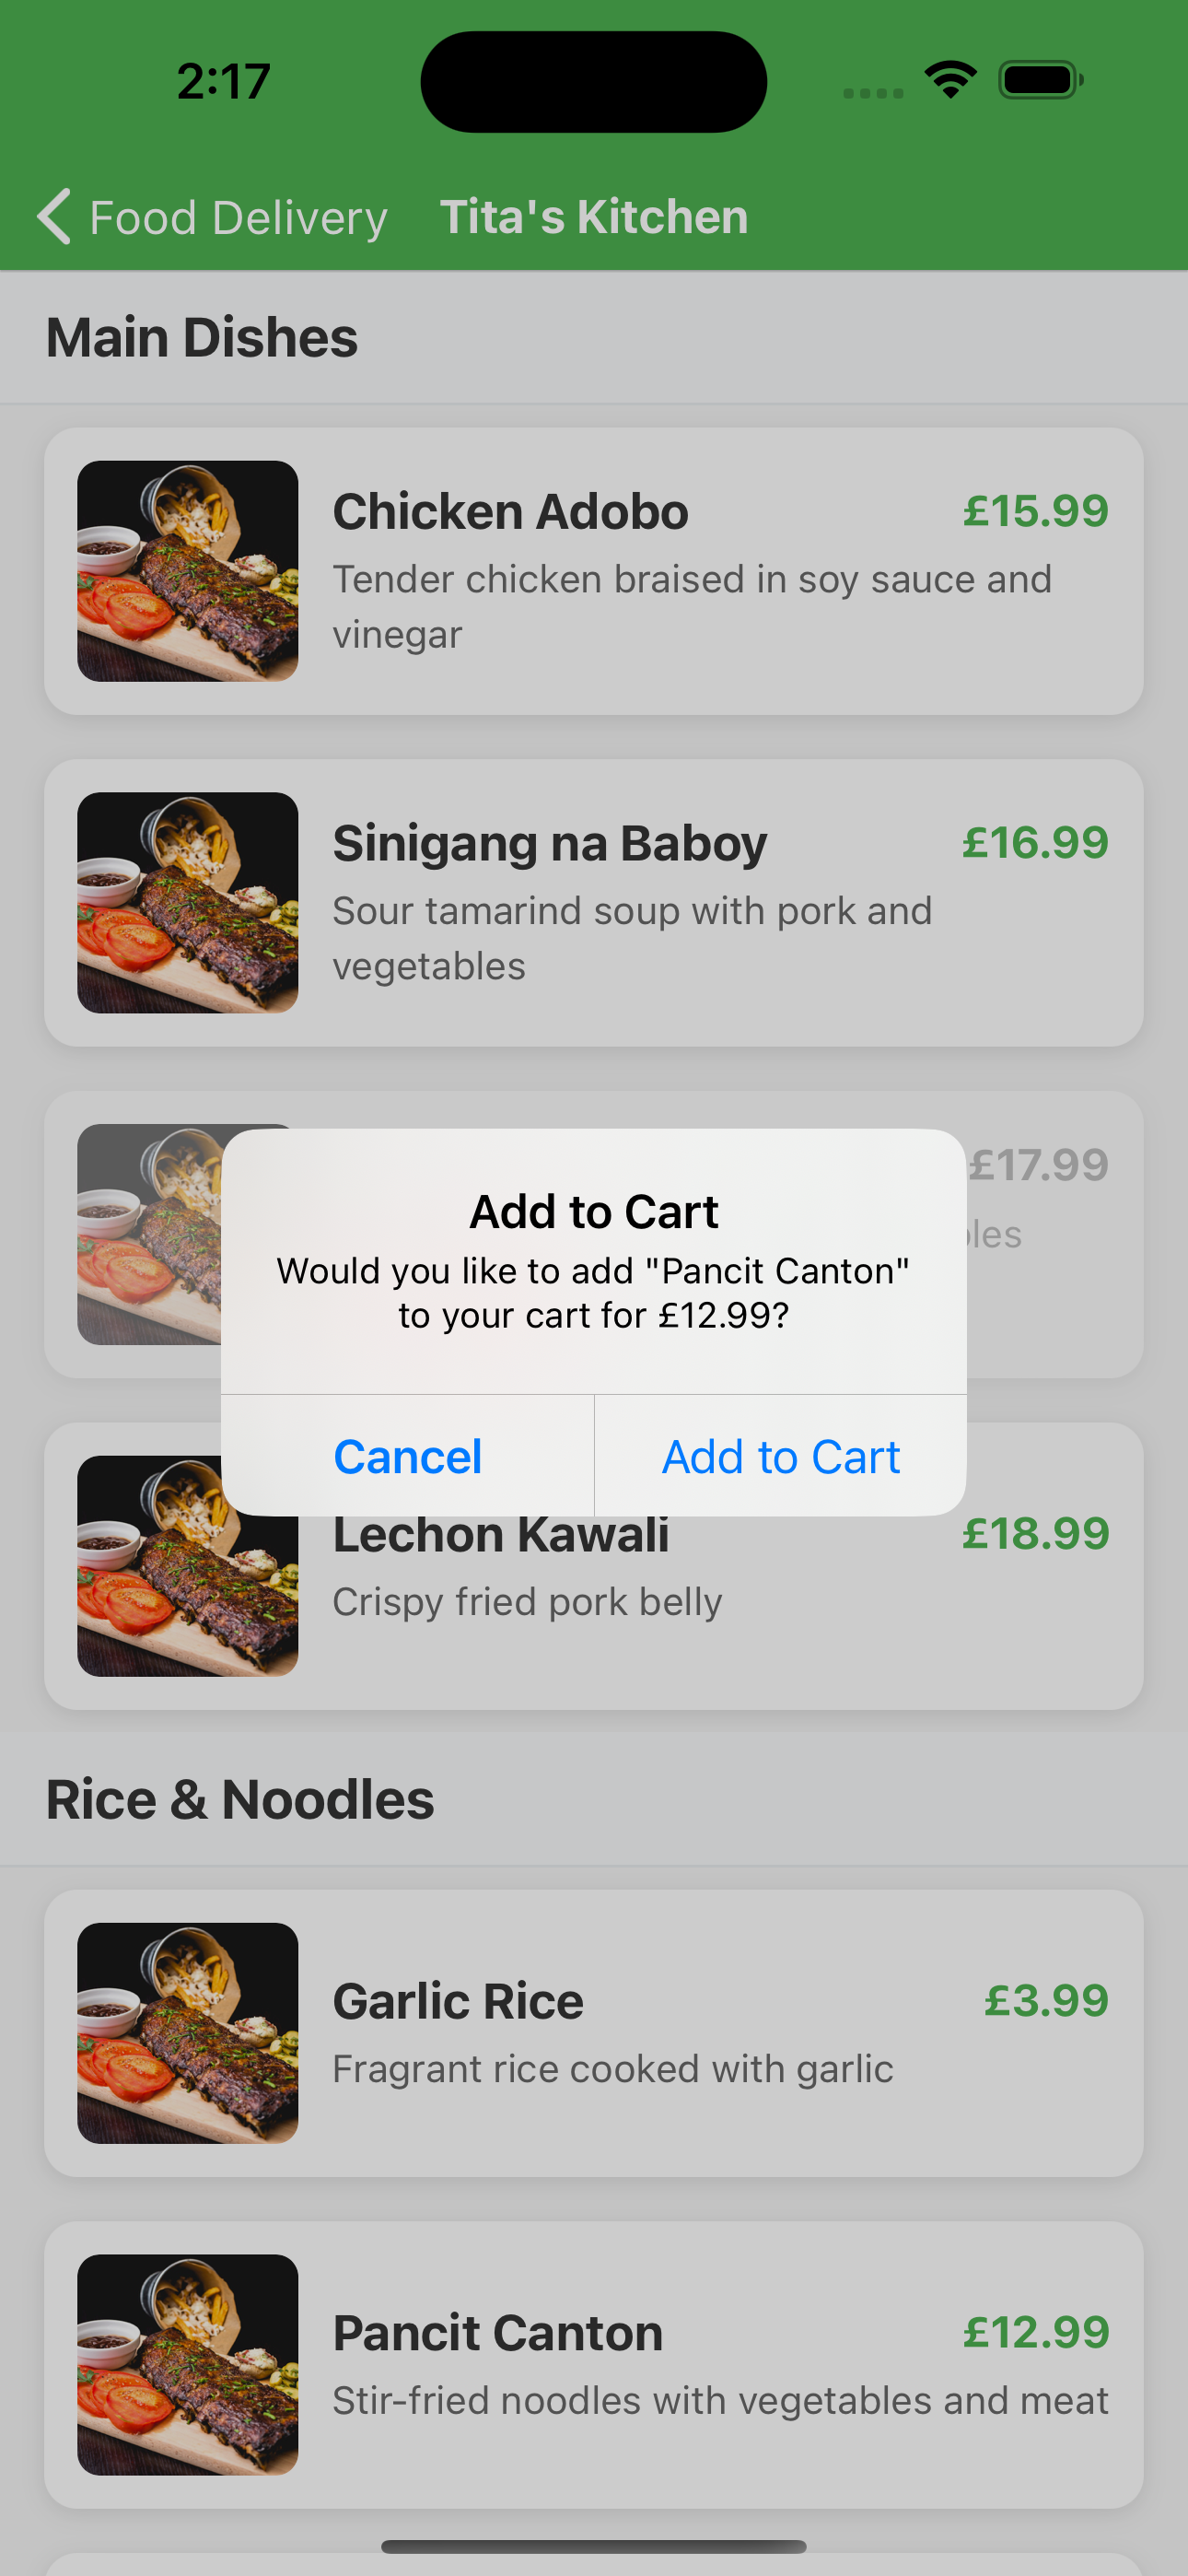 2:17
Food Delivery
Tita's Kitchen
Main Dishes
Chicken Adobo
£15.99
Tender chicken braised in soy sauce and
vinegar
Sinigang na Baboy
£16.99
Sour tamarind soup with pork and
vegetables
£17.99
Add to Cart
Would you like to add "Pancit Canton"
to your cart for £12.99?
Cancel
Add to Cart
Lechon Kawali
£18.99
Crispy fried pork belly
Rice & Noodles
Garlic Rice
£3.99
Fragrant rice cooked with garlic
Pancit Canton
£12.99
Stir-fried noodles with vegetables and meat